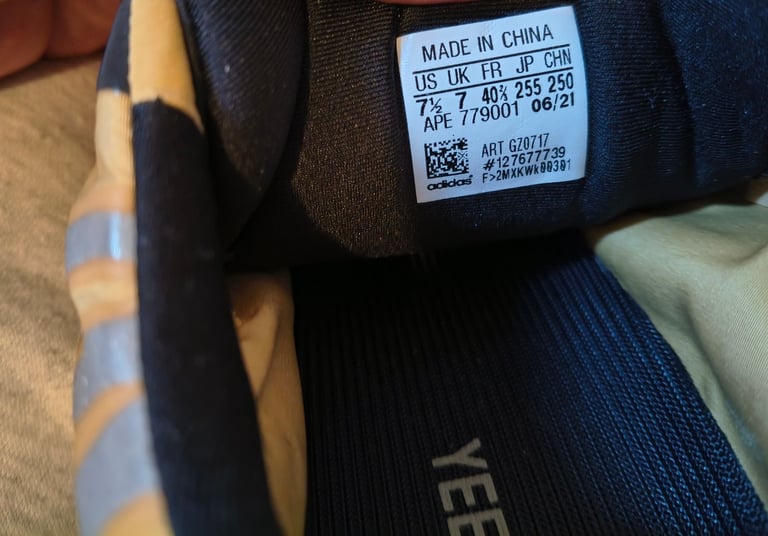 MADE IN CHINA
US UK FR JP CHN
7½ 7 40⅔ 255 250
APE 779001 06/21
ART GZ0717
#127677739
F>2MXKWk00301
adidas
YEE